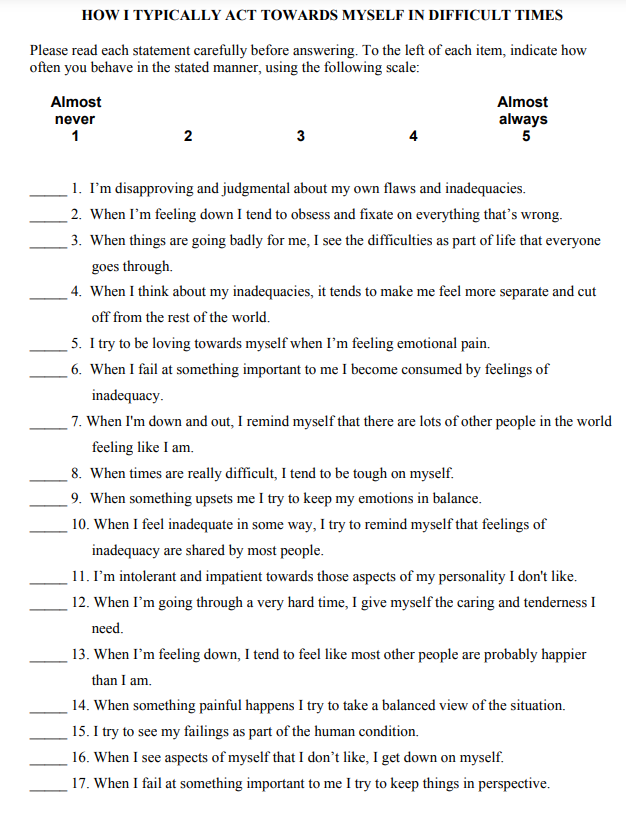 HOW I TYPICALLY ACT TOWARDS MYSELF IN DIFFICULT TIMES
Please read each statement carefully before answering. To the left of each item, indicate how
often you behave in the stated manner, using the following scale:
Almost Almost
never always
1 2 3 4 5
_____ 1. I’m disapproving and judgmental about my own flaws and inadequacies.
_____ 2. When I’m feeling down I tend to obsess and fixate on everything that’s wrong.
_____ 3. When things are going badly for me, I see the difficulties as part of life that everyone
goes through.
_____ 4. When I think about my inadequacies, it tends to make me feel more separate and cut
off from the rest of the world.
_____ 5. I try to be loving towards myself when I’m feeling emotional pain.
_____ 6. When I fail at something important to me I become consumed by feelings of
inadequacy.
_____ 7. When I'm down and out, I remind myself that there are lots of other people in the world
feeling like I am.
_____ 8. When times are really difficult, I tend to be tough on myself.
_____ 9. When something upsets me I try to keep my emotions in balance.
_____ 10. When I feel inadequate in some way, I try to remind myself that feelings of
inadequacy are shared by most people.
_____ 11. I’m intolerant and impatient towards those aspects of my personality I don't like.
_____ 12. When I’m going through a very hard time, I give myself the caring and tenderness I
need.
_____ 13. When I’m feeling down, I tend to feel like most other people are probably happier
than I am.
_____ 14. When something painful happens I try to take a balanced view of the situation.
_____ 15. I try to see my failings as part of the human condition.
_____ 16. When I see aspects of myself that I don’t like, I get down on myself.
_____ 17. When I fail at something important to me I try to keep things in perspective.